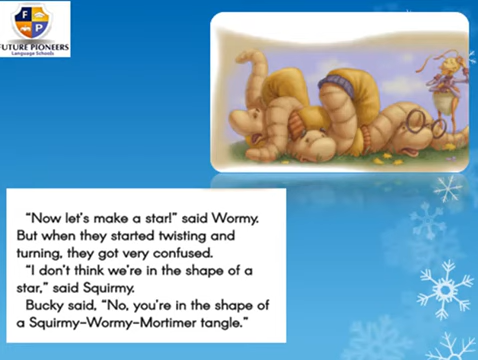 F
P
FUTURE PIONEERS
Language Schools
"Now let's make a star!" said Wormy.
But when they started twisting and
turning, they got very confused.
"I don't think we're in the shape of a
star," said Squirmy.
Bucky said, "No, you're in the shape of
a Squirmy-Wormy-Mortimer tangle."